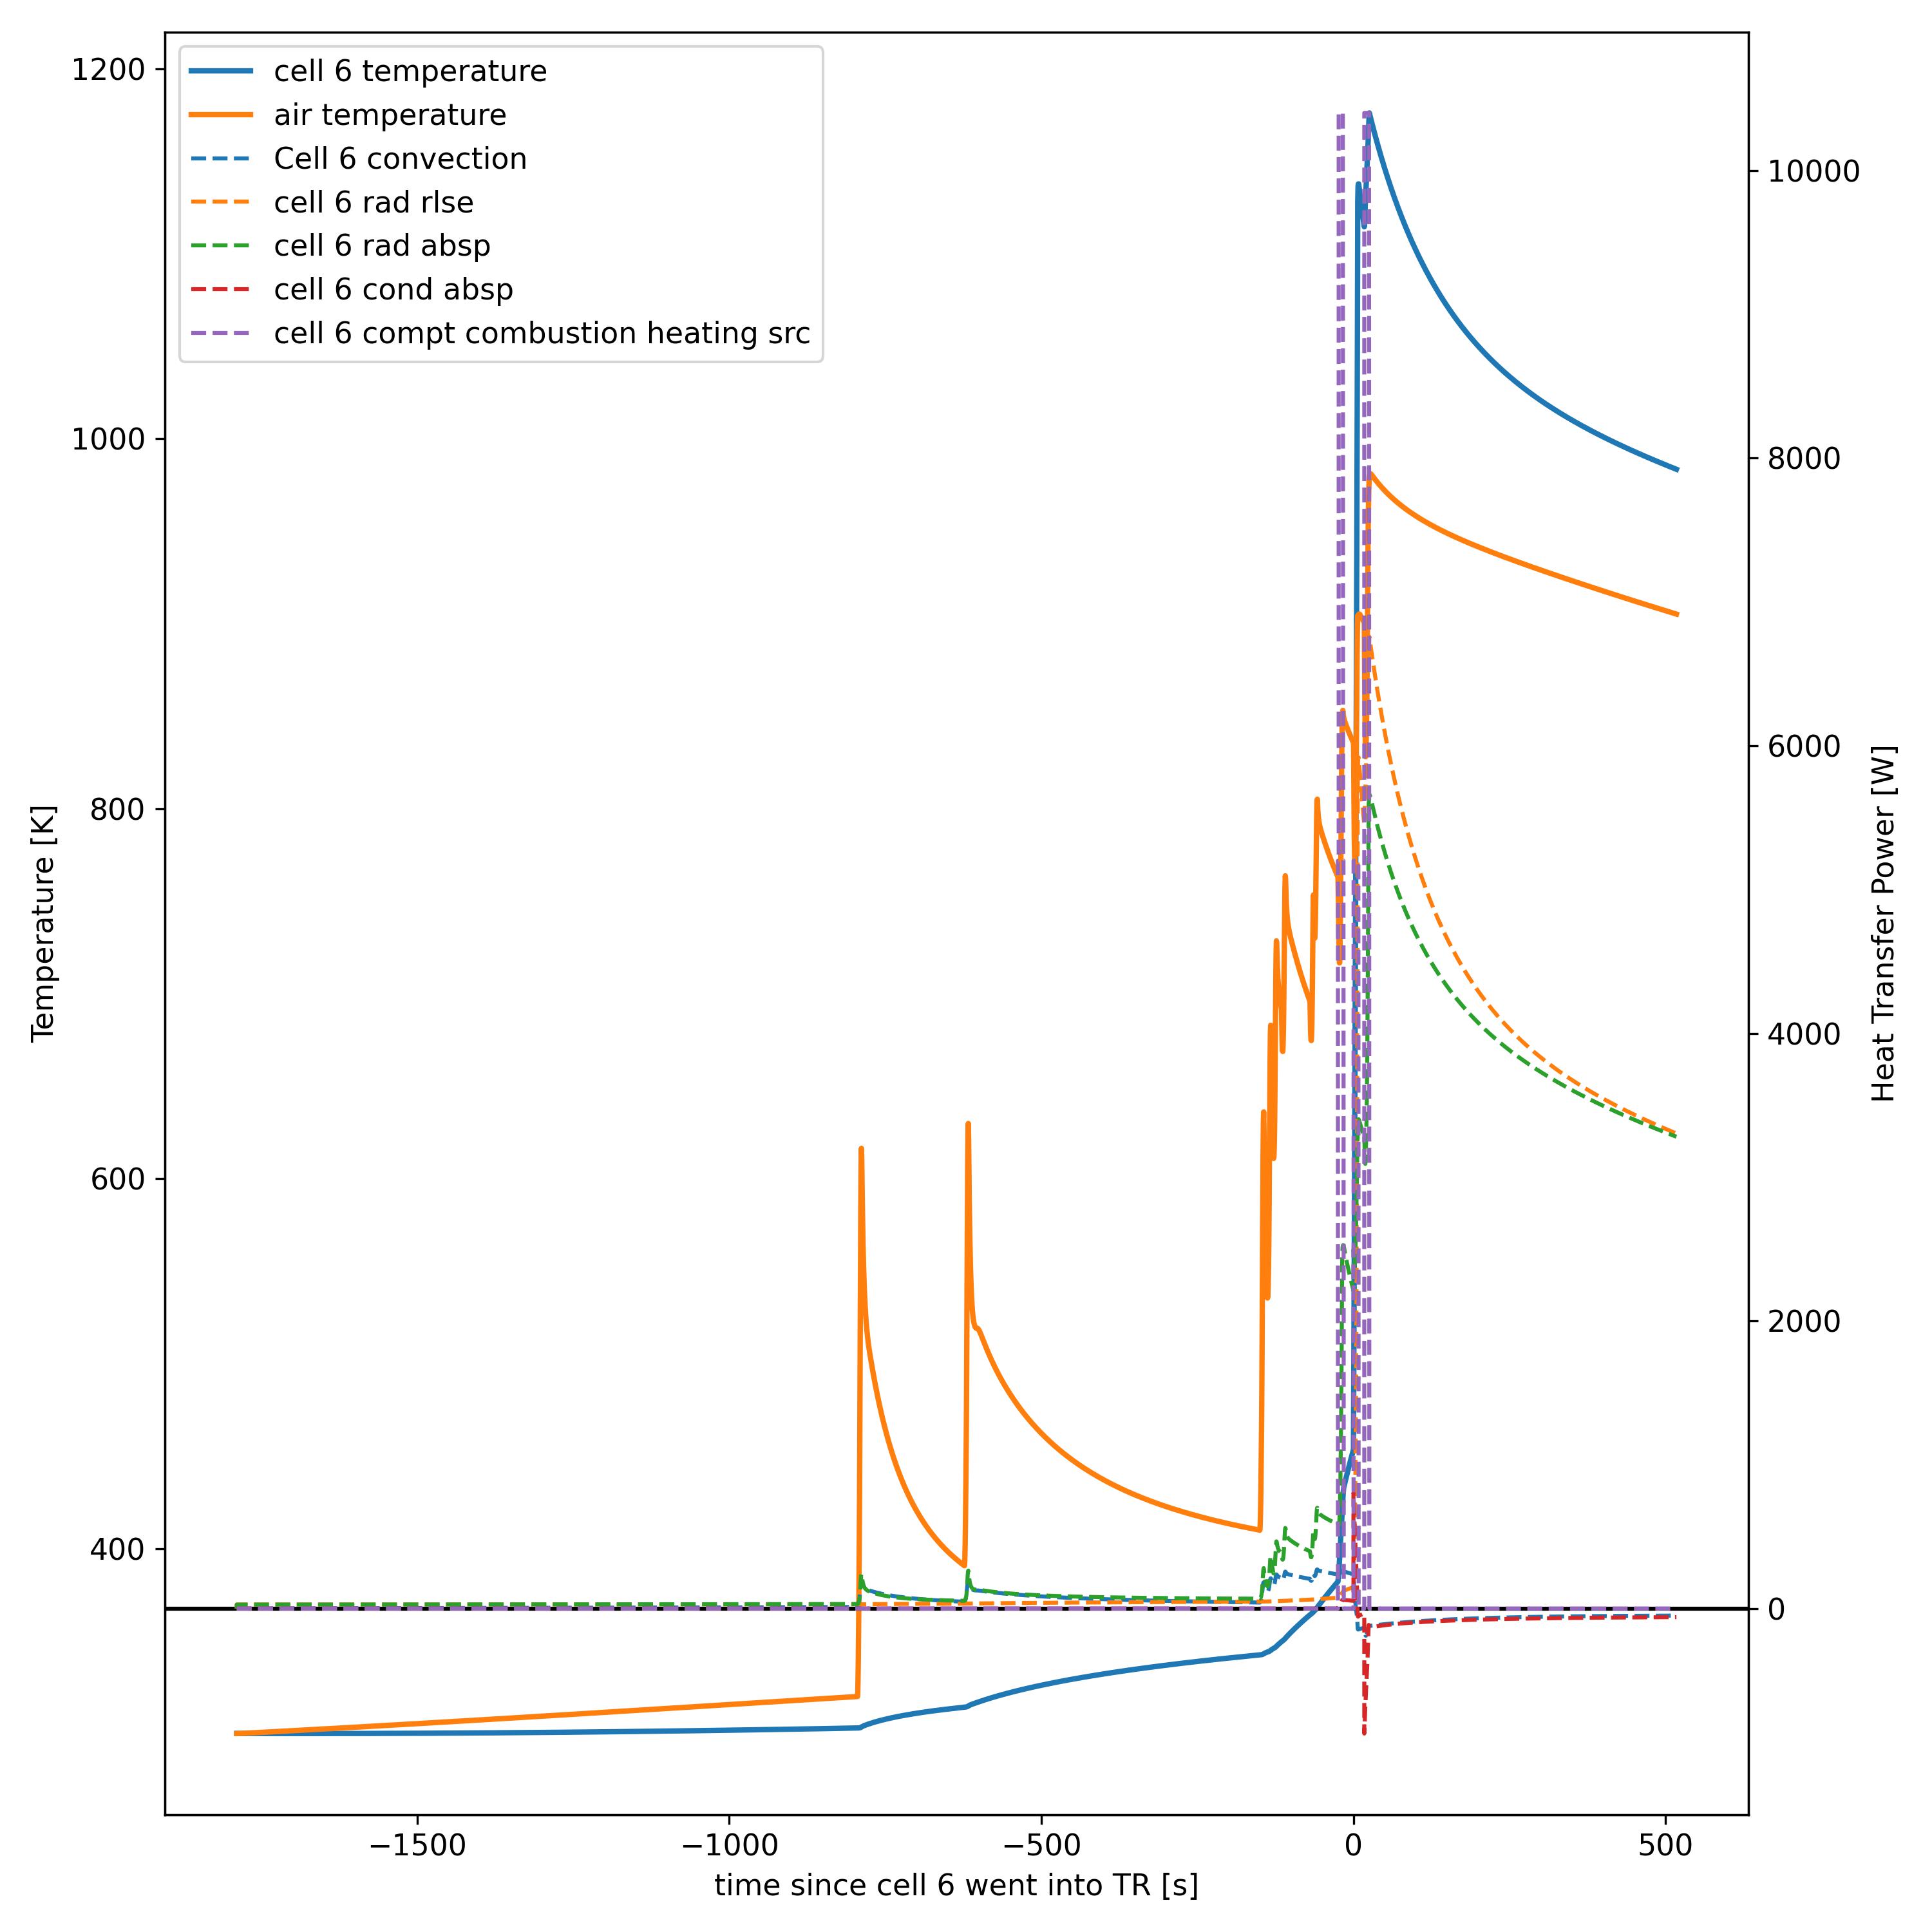 cell 6 temperature
air temperature
Cell 6 convection
cell 6 rad rlse
cell 6 rad absp
cell 6 cond absp
cell 6 compt combustion heating src
1200
1000
800
600
400
Temperature [K]
10000
8000
6000
4000
2000
0
Heat Transfer Power [W]
−1500
−1000
−500
0
500
time since cell 6 went into TR [s]